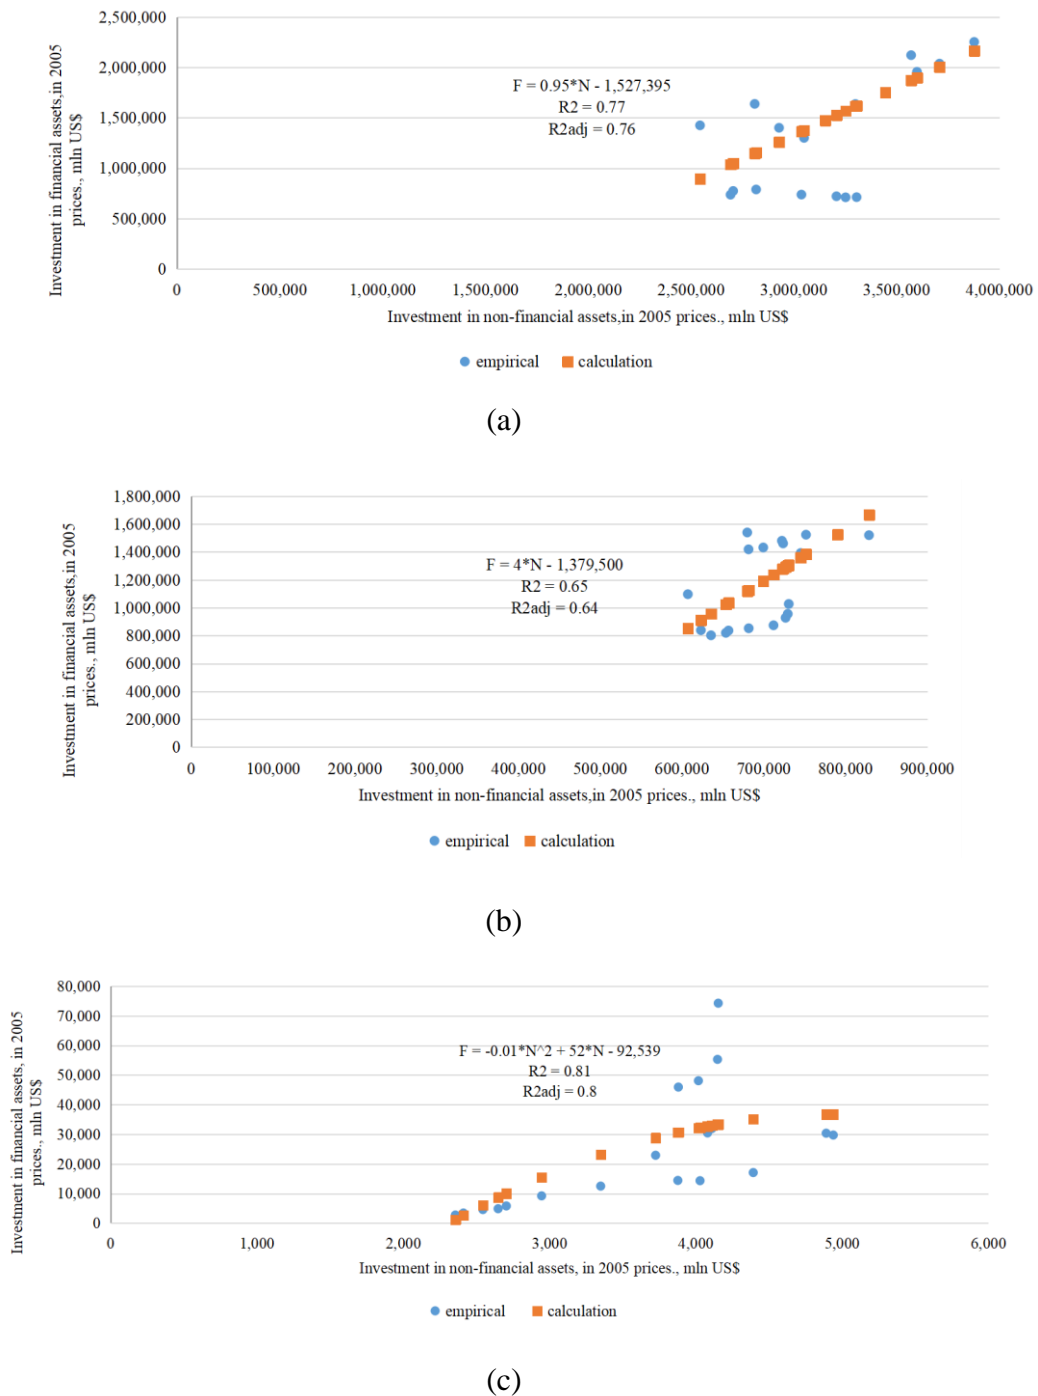 2,500,000
2,000,000
1,500,000
1,000,000
500,000
0
Investment in financial assets,in 2005
prices., mln US$
F = 0.95*N - 1,527,395
R2 = 0.77
R2adj = 0.76
0 500,000 1,000,000 1,500,000 2,000,000 2,500,000 3,000,000 3,500,000 4,000,000
Investment in non-financial assets,in 2005 prices., mln US$
empirical calculation
(a)
1,800,000
1,600,000
1,400,000
1,200,000
1,000,000
800,000
600,000
400,000
200,000
0
Investment in financial assets,in 2005
prices., mln US$
F = 4*N - 1,379,500
R2 = 0.65
R2adj = 0.64
0 100,000 200,000 300,000 400,000 500,000 600,000 700,000 800,000 900,000
Investment in non-financial assets,in 2005 prices., mln US$
empirical calculation
(b)
80,000
70,000
60,000
50,000
40,000
30,000
20,000
10,000
0
Investment in financial assets, in 2005
prices., mln US$
F = -0.01*N^2 + 52*N - 92,539
R2 = 0.81
R2adj = 0.8
0 1,000 2,000 3,000 4,000 5,000 6,000
Investment in non-financial assets, in 2005 prices., mln US$
empirical calculation
(c)